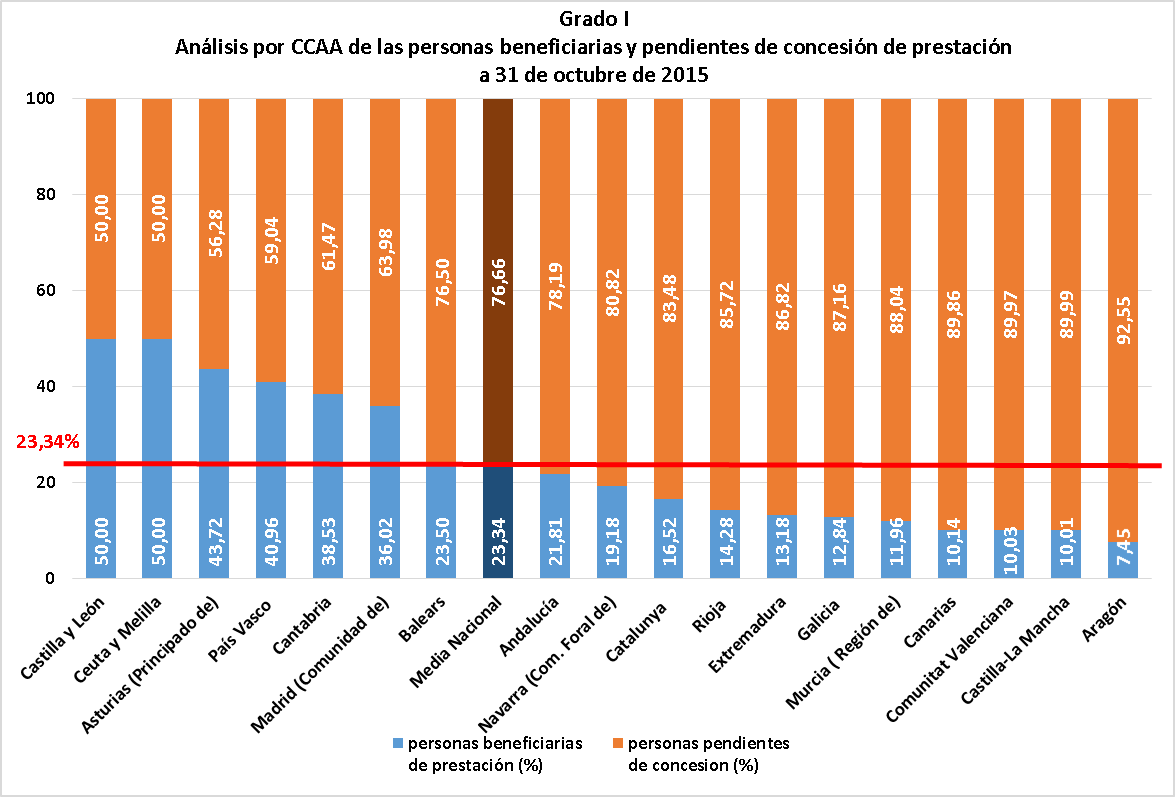 Grado I
Análisis por CCAA de las personas beneficiarias y pendientes de concesión de prestación
a 31 de octubre de 2015
100
80
60
40
23,34%
20
0
50,00
50,00
56,28
59,04
61,47
63,98
76,50
76,66
78,19
80,82
83,48
85,72
86,82
87,16
88,04
89,86
89,97
89,99
92,55
50,00
50,00
43,72
40,96
38,53
36,02
23,50
23,34
21,81
19,18
16,52
14,28
13,18
12,84
11,96
10,14
10,03
10,01
7,45
Castilla y León
Ceuta y Melilla
Asturias (Principado de)
País Vasco
Cantabria
Madrid (Comunidad de)
Balears
Media Nacional
Andalucía
Navarra (Com. Foral de)
Catalunya
Rioja
Extremadura
Galicia
Murcia ( Región de)
Canarias
Comunitat Valenciana
Castilla-La Mancha
Aragón
personas beneficiarias
de prestación (%)
personas pendientes
de concesion (%)